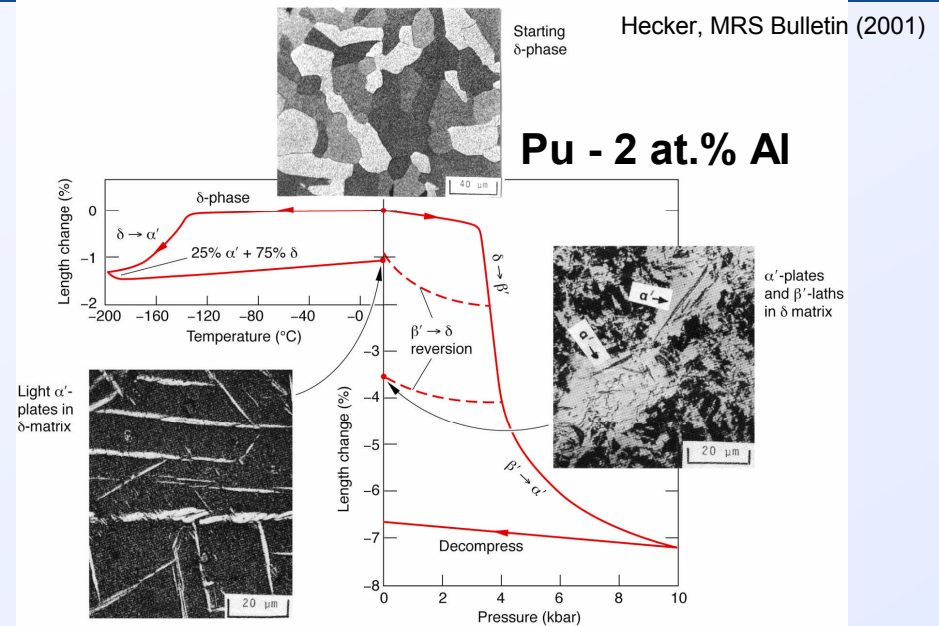 Hecker, MRS Bulletin (2001)
Starting
δ-phase
Pu - 2 at.% Al
40 μm
Length change (%)
0
−1
−2
δ-phase
δ → α′
25% α′ + 75% δ
−200
−160
−120
−80
−40
−0
Temperature (°C)
δ → β′
β′ → δ
reversion
α′-plates
and β′-laths
in δ matrix
α′
α′
20 μm
Light α′-
plates in
δ-matrix
20 μm
Length change (%)
−3
−4
−5
−6
−7
−8
β′ → α′
Decompress
0
2
4
6
8
10
Pressure (kbar)